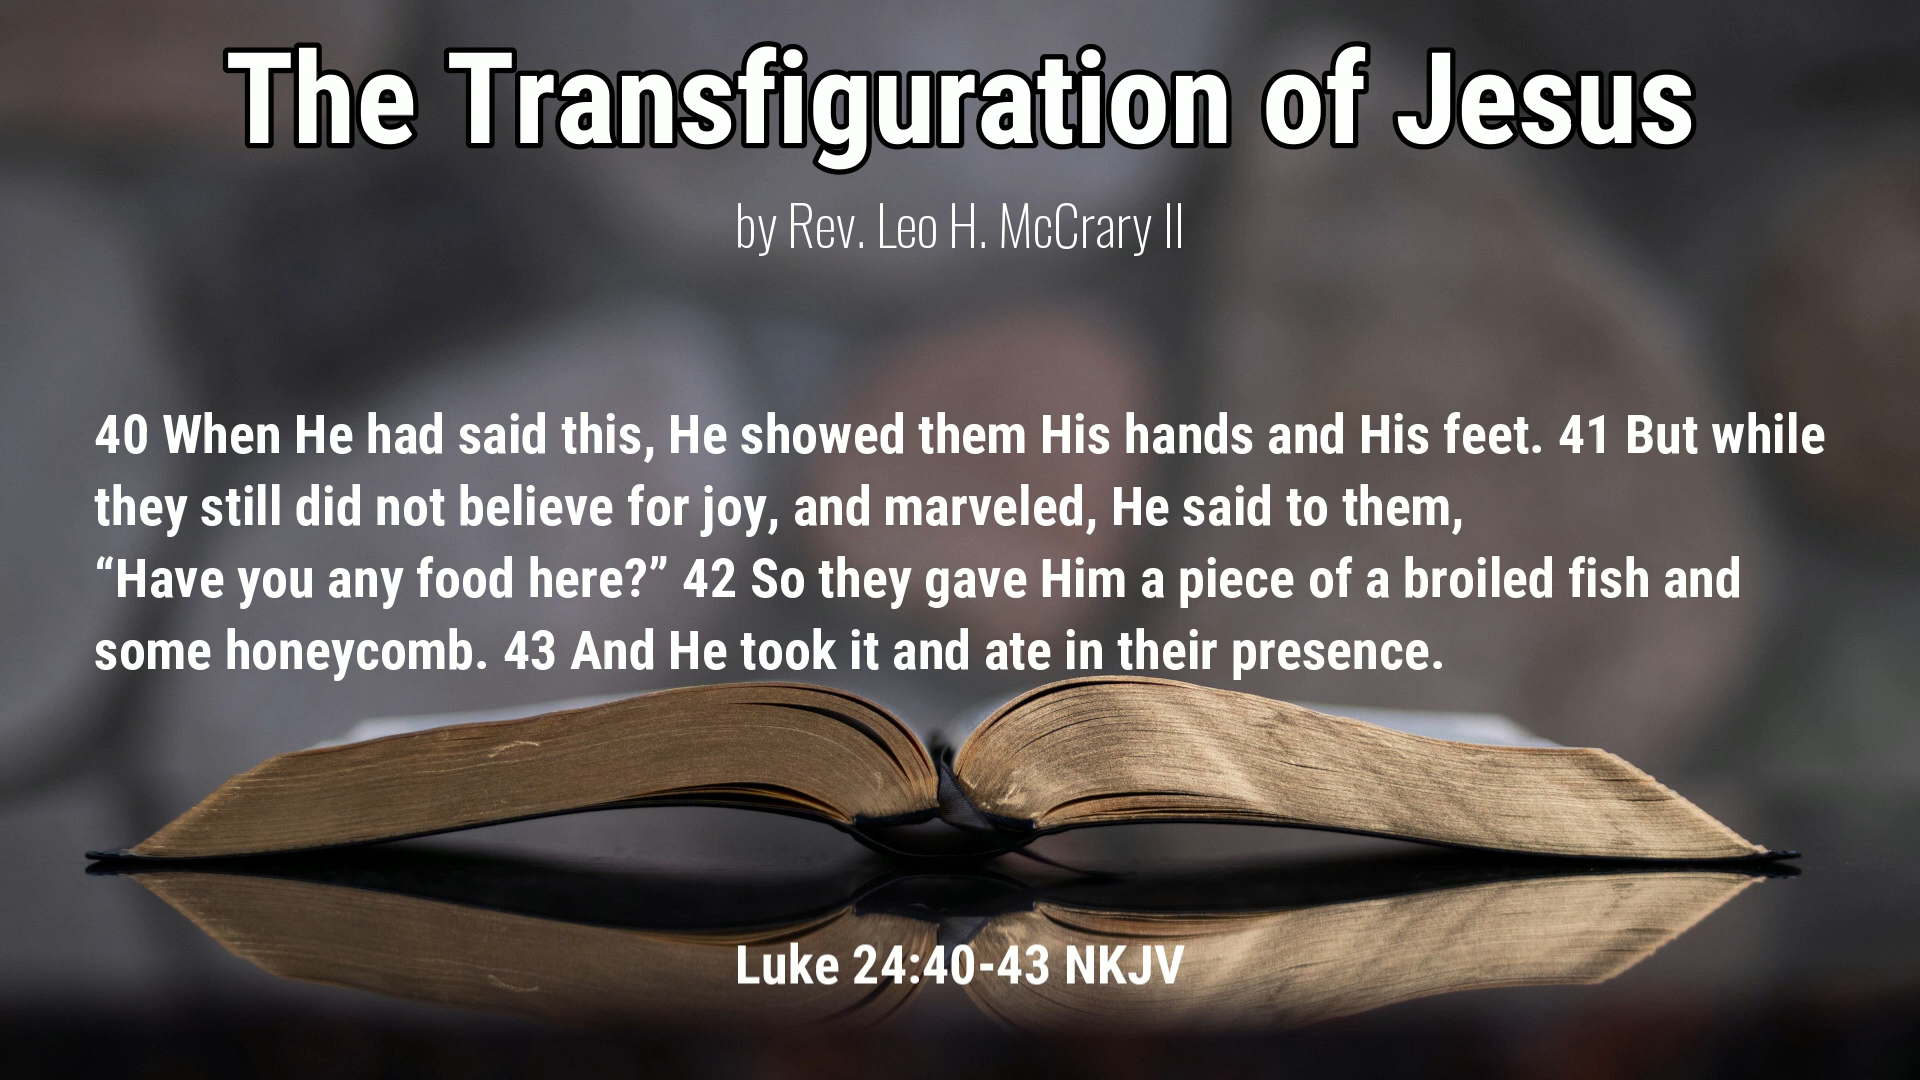 The Transfiguration of Jesus
by Rev. Leo H. McCrary II
40 When He had said this, He showed them His hands and His feet. 41 But while
they still did not believe for joy, and marveled, He said to them,
“Have you any food here?” 42 So they gave Him a piece of a broiled fish and
some honeycomb. 43 And He took it and ate in their presence.
Luke 24:40-43 NKJV